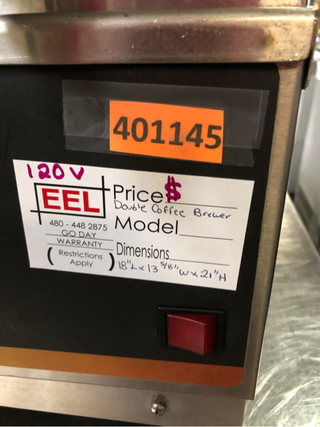 401145
120V
EEL
Price $
Double Coffee Brewer
480-448 2875
Model
GO DAY
WARRANTY
(Restrictions Apply)
Dimensions
18"L x 13 5/8" W x 21"H